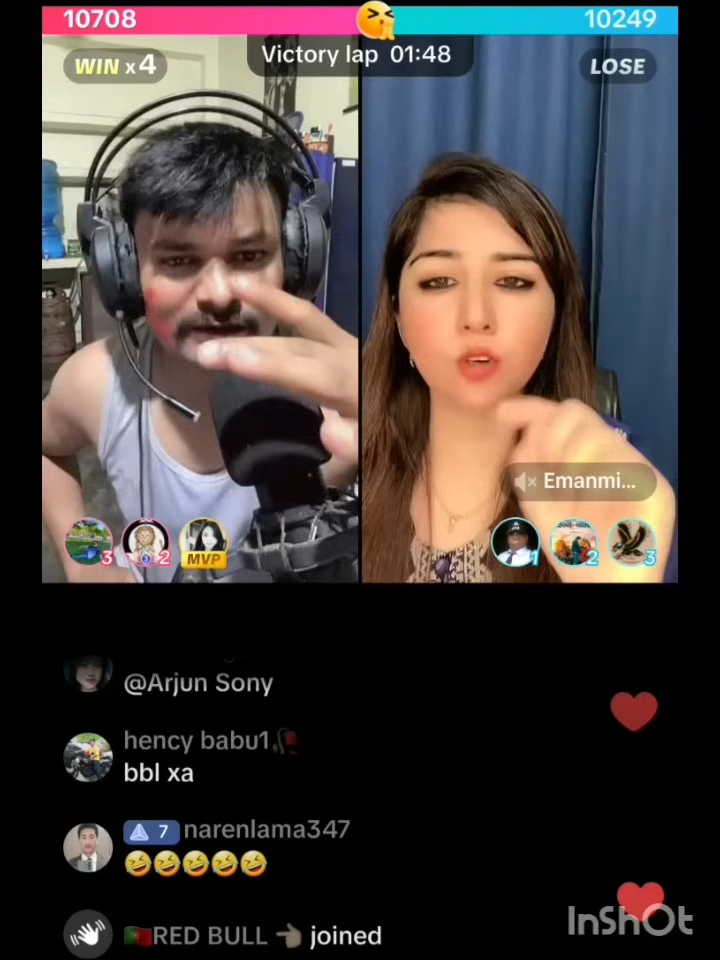 10708
10249
Victory lap 01:48
WIN x4
LOSE
Emanmi...
3
2
MVP
1
2
3
@Arjun Sony
hency babu1🥀
bbl xa
7 narenlama347
🤣🤣🤣🤣🤣
🇵🇹RED BULL 👈🏽 joined
InShOt